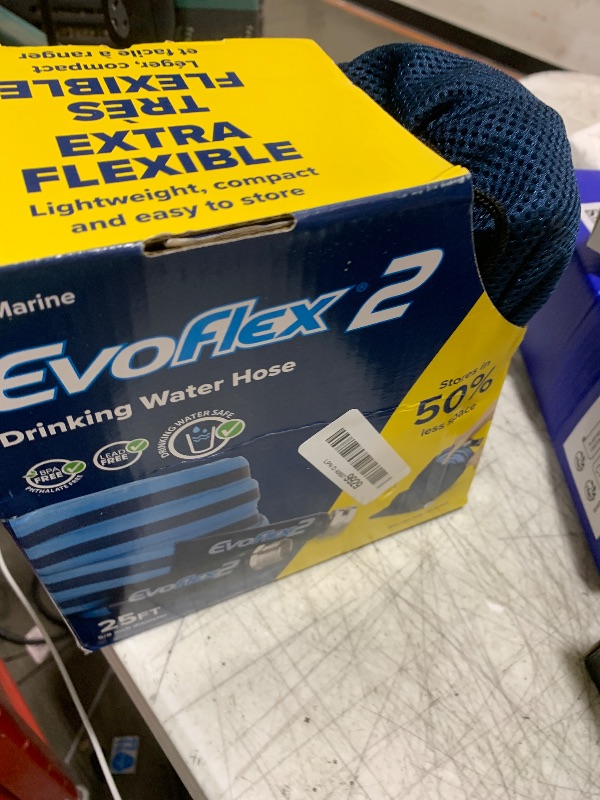 Léger, compact
et facile à ranger
TRÈS
FLEXIBLE
EXTRA
FLEXIBLE
Lightweight, compact
and easy to store
Marine
EVOFLEX® 2
Drinking Water Hose
BPA
FREE
PHTHALATE FREE
LEAD
FREE
DRINKING WATER SAFE
Stores in
50%
less space
9609
EVOFLEX 2
EVOFLEX 2
25FT